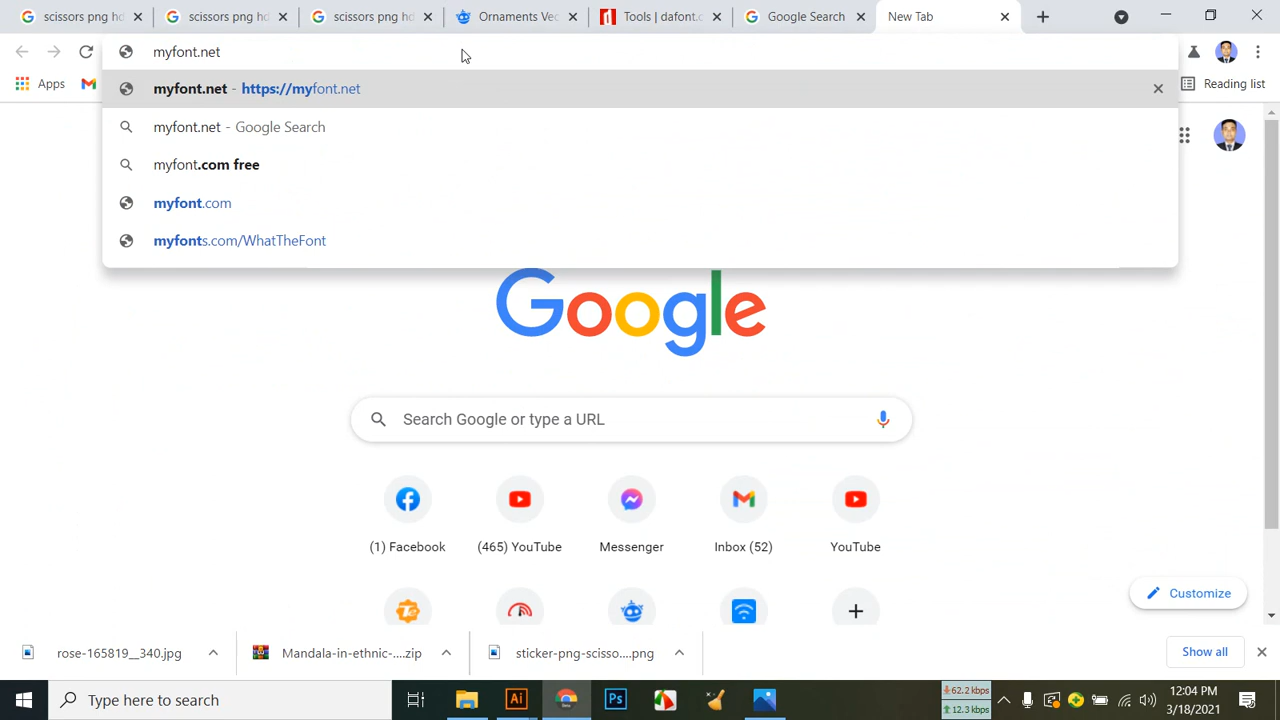 scissors png hd
scissors png hd
scissors png hd
Ornaments Vec
Tools | dafont.c
Google Search
New Tab
myfont.net
Apps
Reading list
myfont.net - https://myfont.net
myfont.net - Google Search
myfont.com free
myfont.com
myfonts.com/WhatTheFont
Google
Search Google or type a URL
(1) Facebook
(465) YouTube
Messenger
Inbox (52)
YouTube
Customize
rose-165819__340.jpg
Mandala-in-ethnic-....zip
sticker-png-scisso....png
Show all
Type here to search
62.2 kbps
12.3 kbps
12:04 PM
3/18/2021